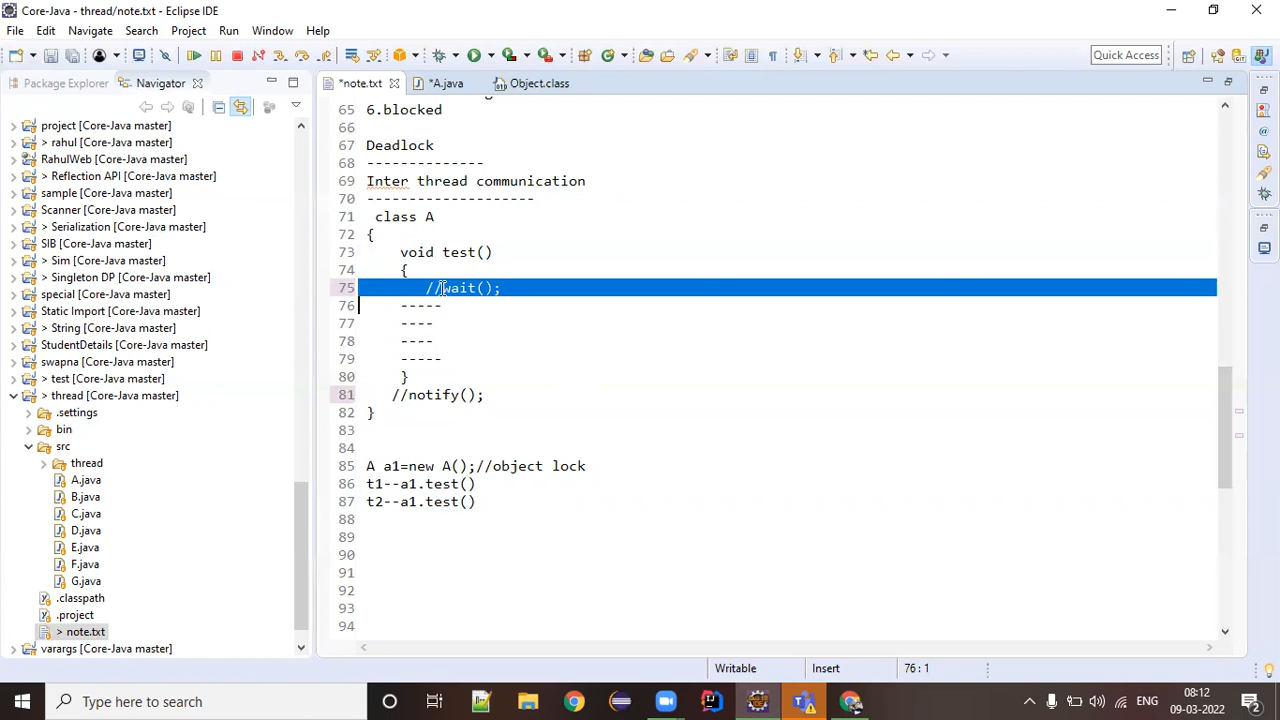 Core-Java - thread/note.txt - Eclipse IDE
File Edit Navigate Search Project Run Window Help
Quick Access
Package Explorer Navigator
*note.txt *A.java Object.class
project [Core-Java master]
> rahul [Core-Java master]
RahulWeb [Core-Java master]
> Reflection API [Core-Java master]
sample [Core-Java master]
Scanner [Core-Java master]
> Serialization [Core-Java master]
SIB [Core-Java master]
> Sim [Core-Java master]
> Singleton DP [Core-Java master]
special [Core-Java master]
Static Import [Core-Java master]
> String [Core-Java master]
StudentDetails [Core-Java master]
swapna [Core-Java master]
> test [Core-Java master]
> thread [Core-Java master]
.settings
bin
src
thread
A.java
B.java
C.java
D.java
E.java
F.java
G.java
.classpath
.project
> note.txt
varargs [Core-Java master]
65 6.blocked
66
67 Deadlock
68 --------------
69 Inter thread communication
70 --------------------
71 class A
72 {
73 void test()
74 {
75 //wait();
76 -----
77 ----
78 ----
79 -----
80 }
81 //notify();
82 }
83
84
85 A a1=new A();//object lock
86 t1--a1.test()
87 t2--a1.test()
88
89
90
91
92
93
94
Writable Insert 76 : 1
Type here to search
ENG
08:12
09-03-2022
2